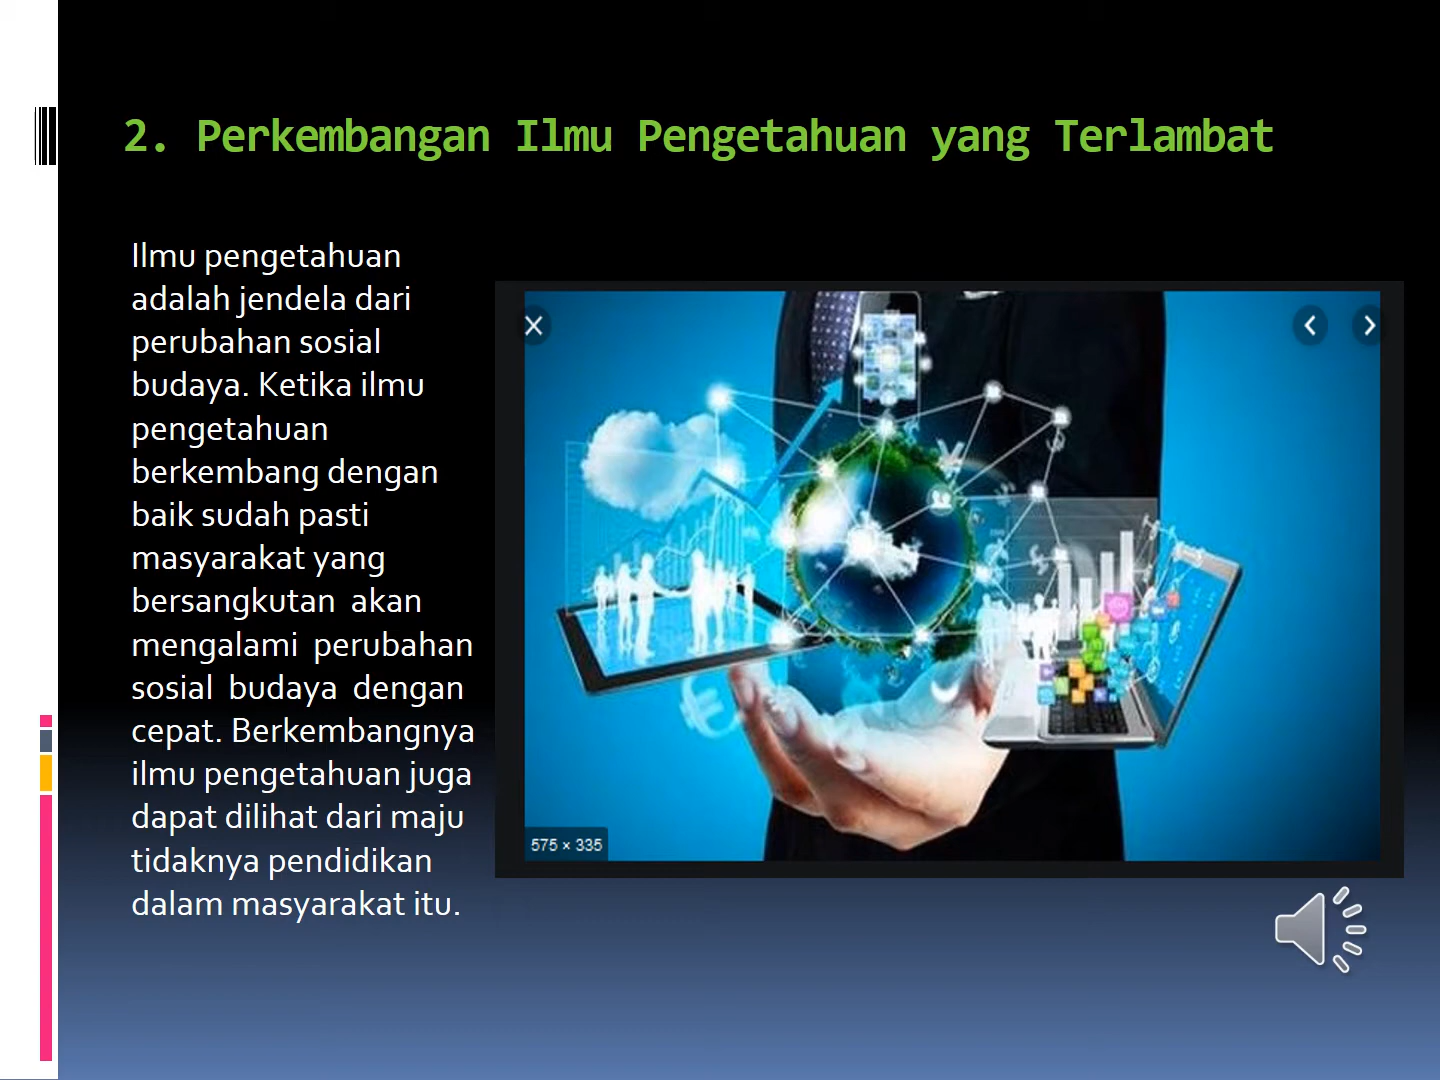 2. Perkembangan Ilmu Pengetahuan yang Terlambat
Ilmu pengetahuan
adalah jendela dari
perubahan sosial
budaya. Ketika ilmu
pengetahuan
berkembang dengan
baik sudah pasti
masyarakat yang
bersangkutan akan
mengalami perubahan
sosial budaya dengan
cepat. Berkembangnya
ilmu pengetahuan juga
dapat dilihat dari maju
tidaknya pendidikan
dalam masyarakat itu.
575 × 335